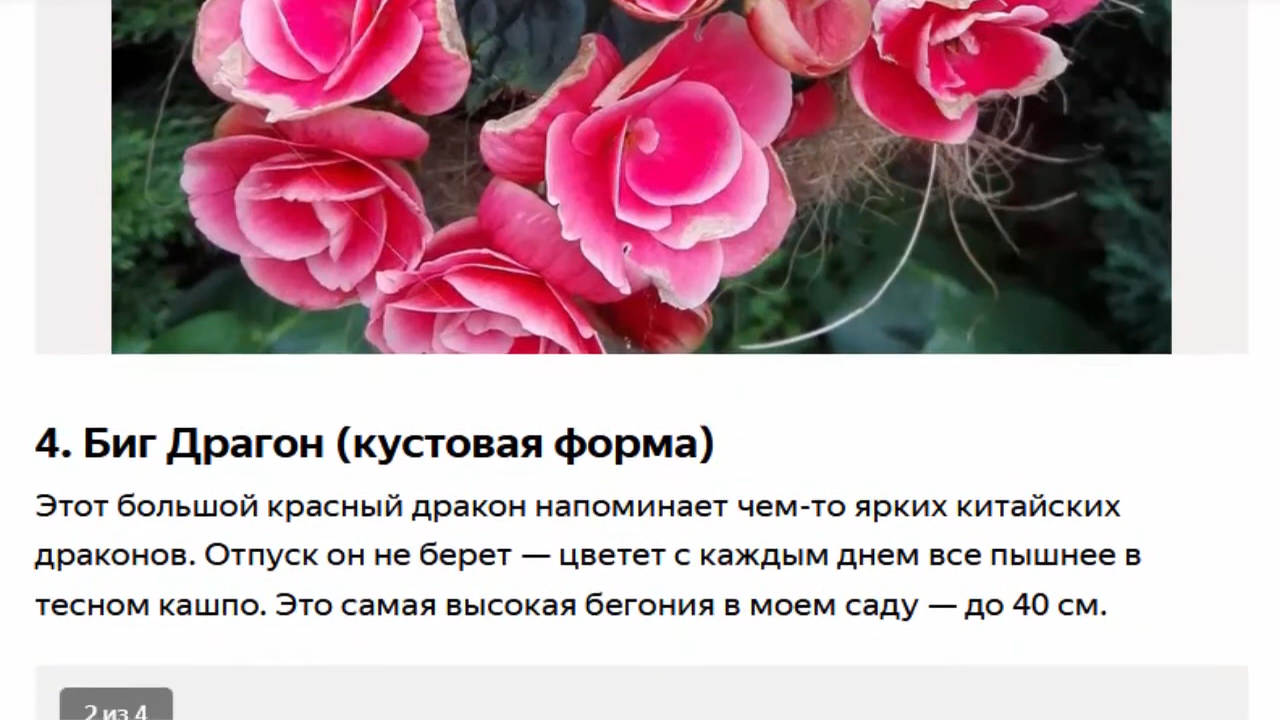 4. Биг Драгон (кустовая форма)
Этот большой красный дракон напоминает чем-то ярких китайских
драконов. Отпуск он не берет — цветет с каждым днем все пышнее в
тесном кашпо. Это самая высокая бегония в моем саду — до 40 см.
2 из 4